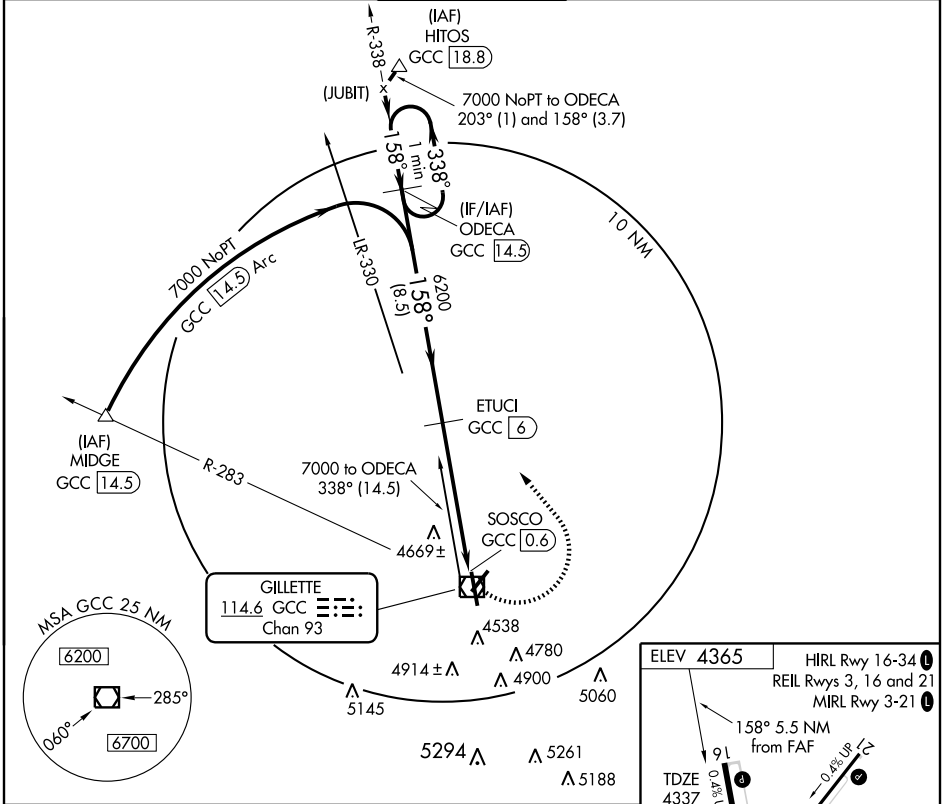 (IAF)
HITOS
GCC 18.8
R-338
(JUBIT)
7000 NoPT to ODECA
203° (1) and 158° (3.7)
158°
1 min
338°
(IF/IAF)
ODECA
GCC 14.5
10 NM
7000 NoPT
GCC 14.5 Arc
LR-330
6200
158°
(8.5)
(IAF)
MIDGE
GCC 14.5
R-283
ETUCI
GCC 6
7000 to ODECA
338° (14.5)
SOSCO
GCC 0.6
4669±
GILLETTE
114.6 GCC
Chan 93
4538
4780
4914±
4900
5060
5145
5294
5261
5188
MSA GCC 25 NM
6200
285°
060°
6700
ELEV 4365
HIRL Rwy 16-34 L
REIL Rwys 3, 16 and 21
MIRL Rwy 3-21 L
158° 5.5 NM
from FAF
16
21
0.4% UP
P
P
TDZE
4337